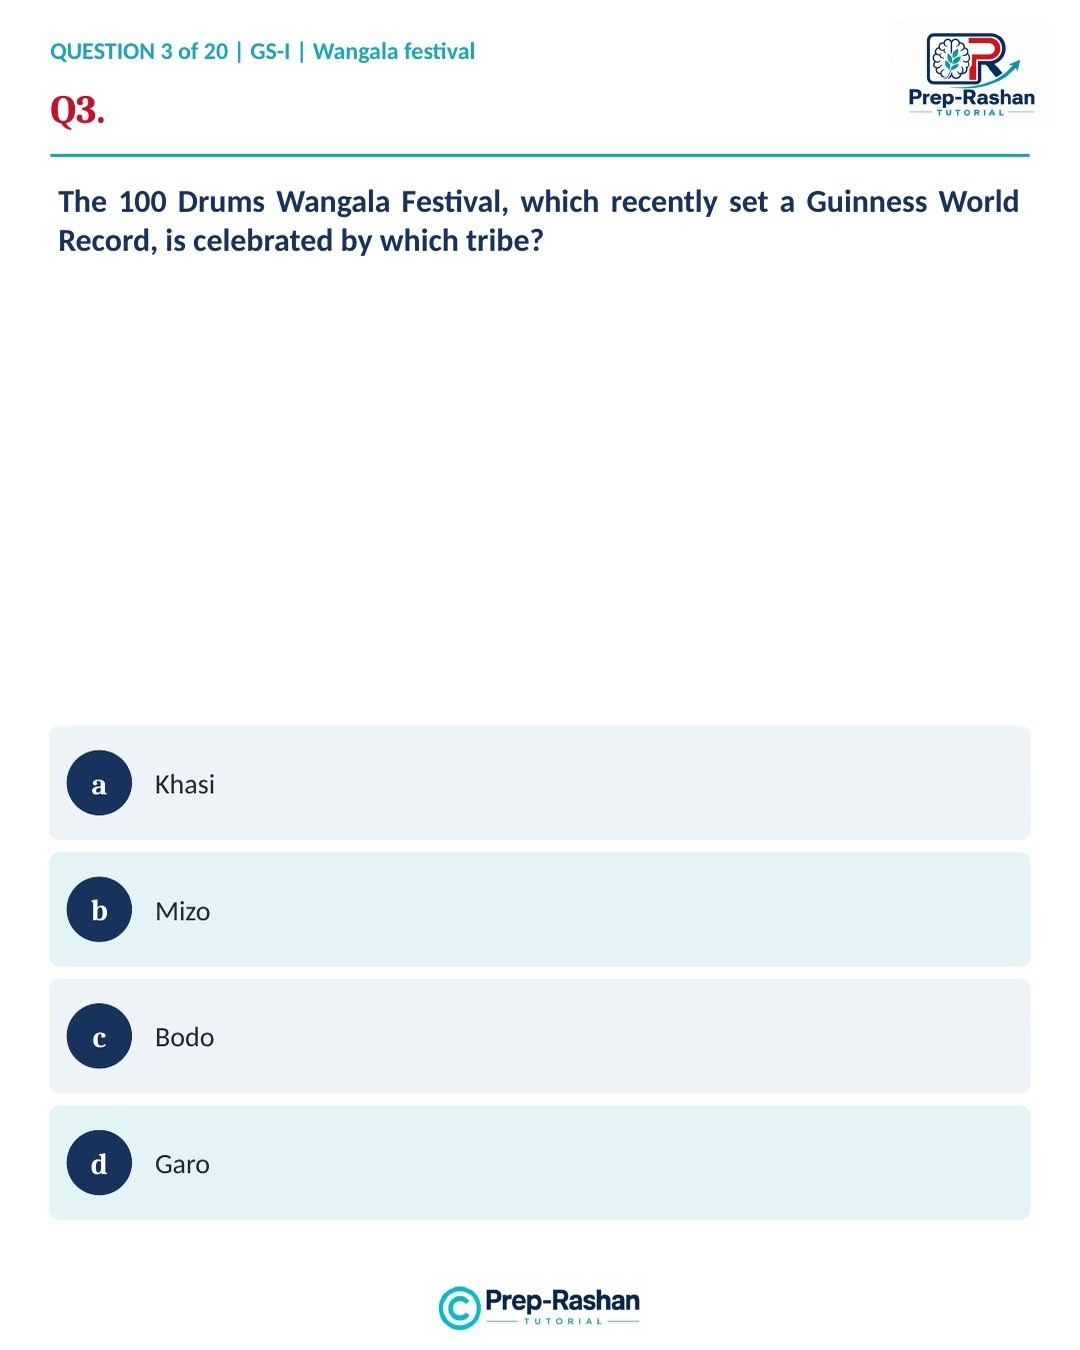 QUESTION 3 of 20 | GS-I | Wangala festival
Prep-Rashan
TUTORIAL
Q3.
The 100 Drums Wangala Festival, which recently set a Guinness World
Record, is celebrated by which tribe?
a Khasi
b Mizo
c Bodo
d Garo
© Prep-Rashan
TUTORIAL